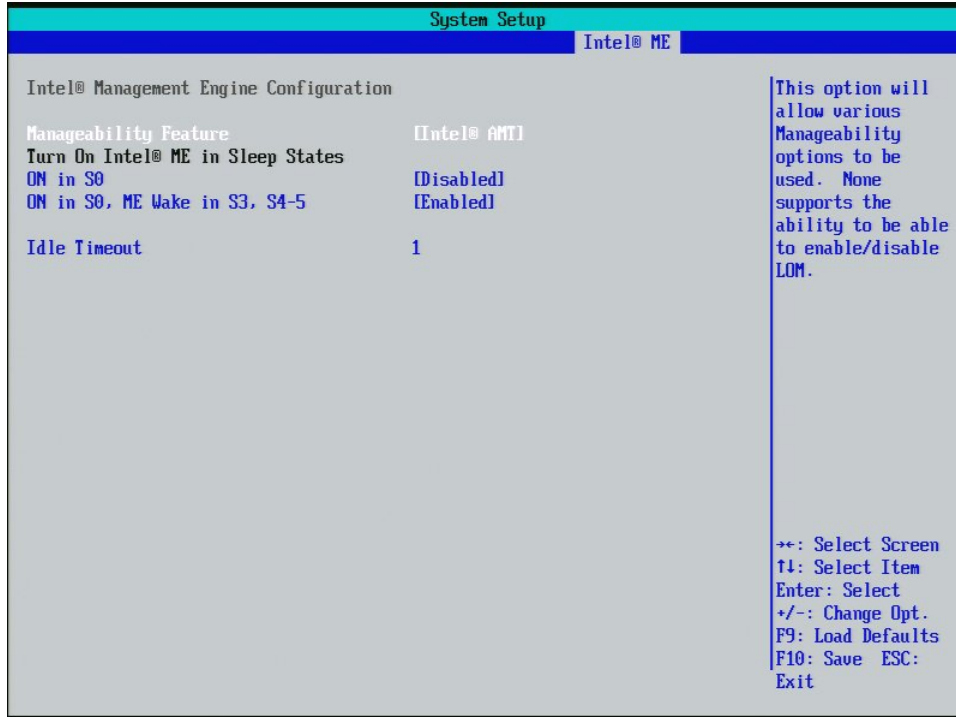 System Setup
Intel® ME
Intel® Management Engine Configuration
Manageability Feature [Intel® AMT]
Turn On Intel® ME in Sleep States
ON in S0 [Disabled]
ON in S0, ME Wake in S3, S4-5 [Enabled]
Idle Timeout 1
This option will
allow various
Manageability
options to be
used. None
supports the
ability to be able
to enable/disable
LOM.
→←: Select Screen
↑↓: Select Item
Enter: Select
+/-: Change Opt.
F9: Load Defaults
F10: Save ESC:
Exit